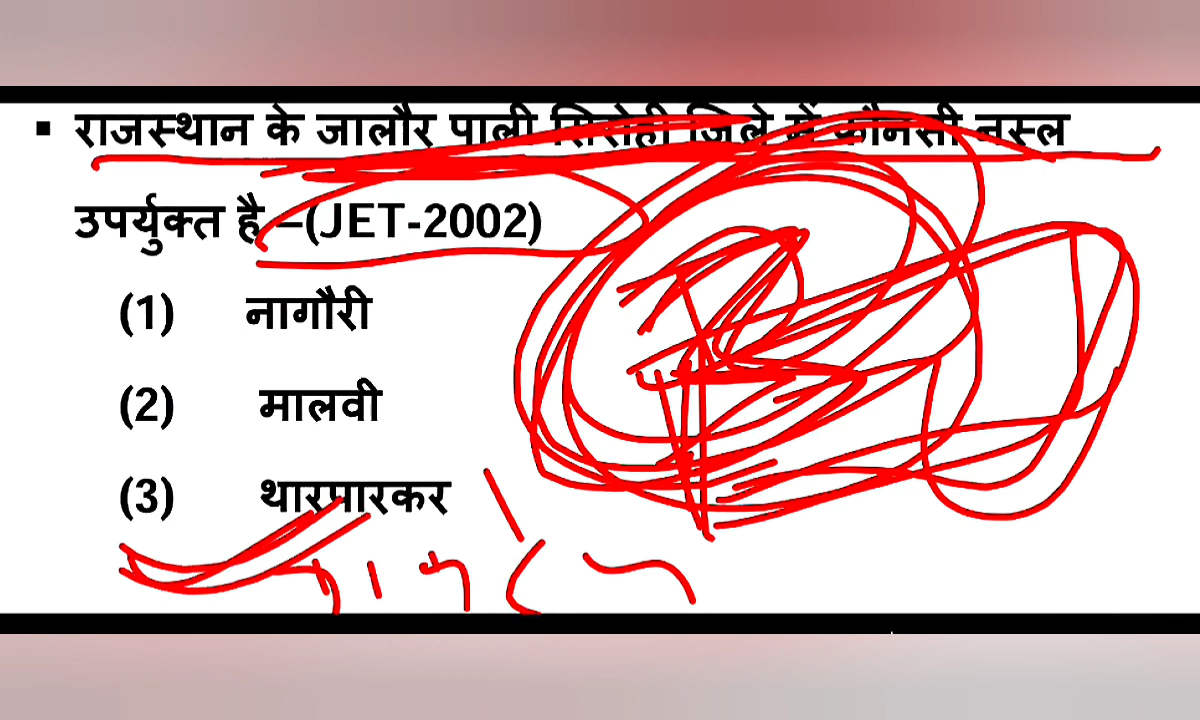 ▪ राजस्थान के जालौर पाली सिरोही जिले में कौनसी नस्ल
उपर्युक्त है –(JET-2002)
(1) नागौरी
(2) मालवी
(3) थारपारकर